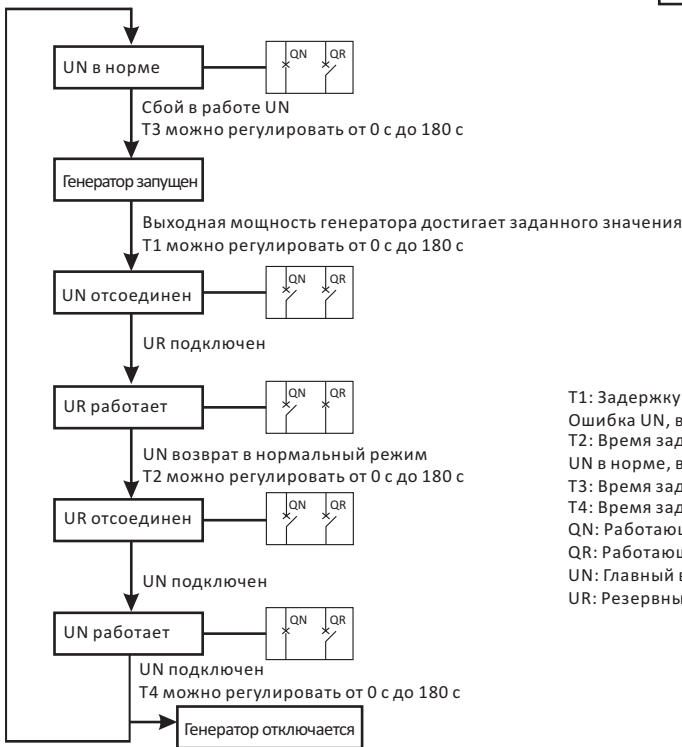 UN в норме
QN QR
Сбой в работе UN
T3 можно регулировать от 0 с до 180 с
Генератор запущен
Выходная мощность генератора достигает заданного значения
T1 можно регулировать от 0 с до 180 с
UN отсоединен
QN QR
UR подключен
UR работает
QN QR
UN возврат в нормальный режим
T2 можно регулировать от 0 с до 180 с
UR отсоединен
QN QR
UN подключен
UN работает
QN QR
UN подключен
T4 можно регулировать от 0 с до 180 с
Генератор отключается
T1: Задержку
Ошибка UN, в
T2: Время зад
UN в норме, в
T3: Время зад
T4: Время зад
QN: Работающ
QR: Работающ
UN: Главный в
UR: Резервны